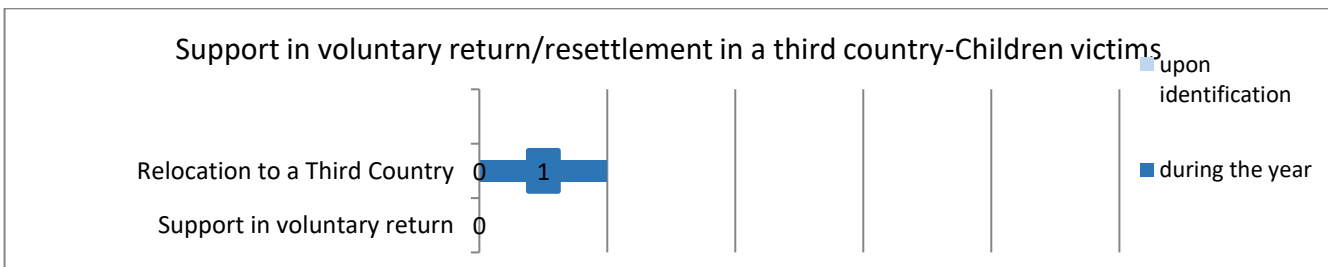 Support in voluntary return/resettlement in a third country-Children victims
upon
identification
Relocation to a Third Country 0 1
during the year
Support in voluntary return 0